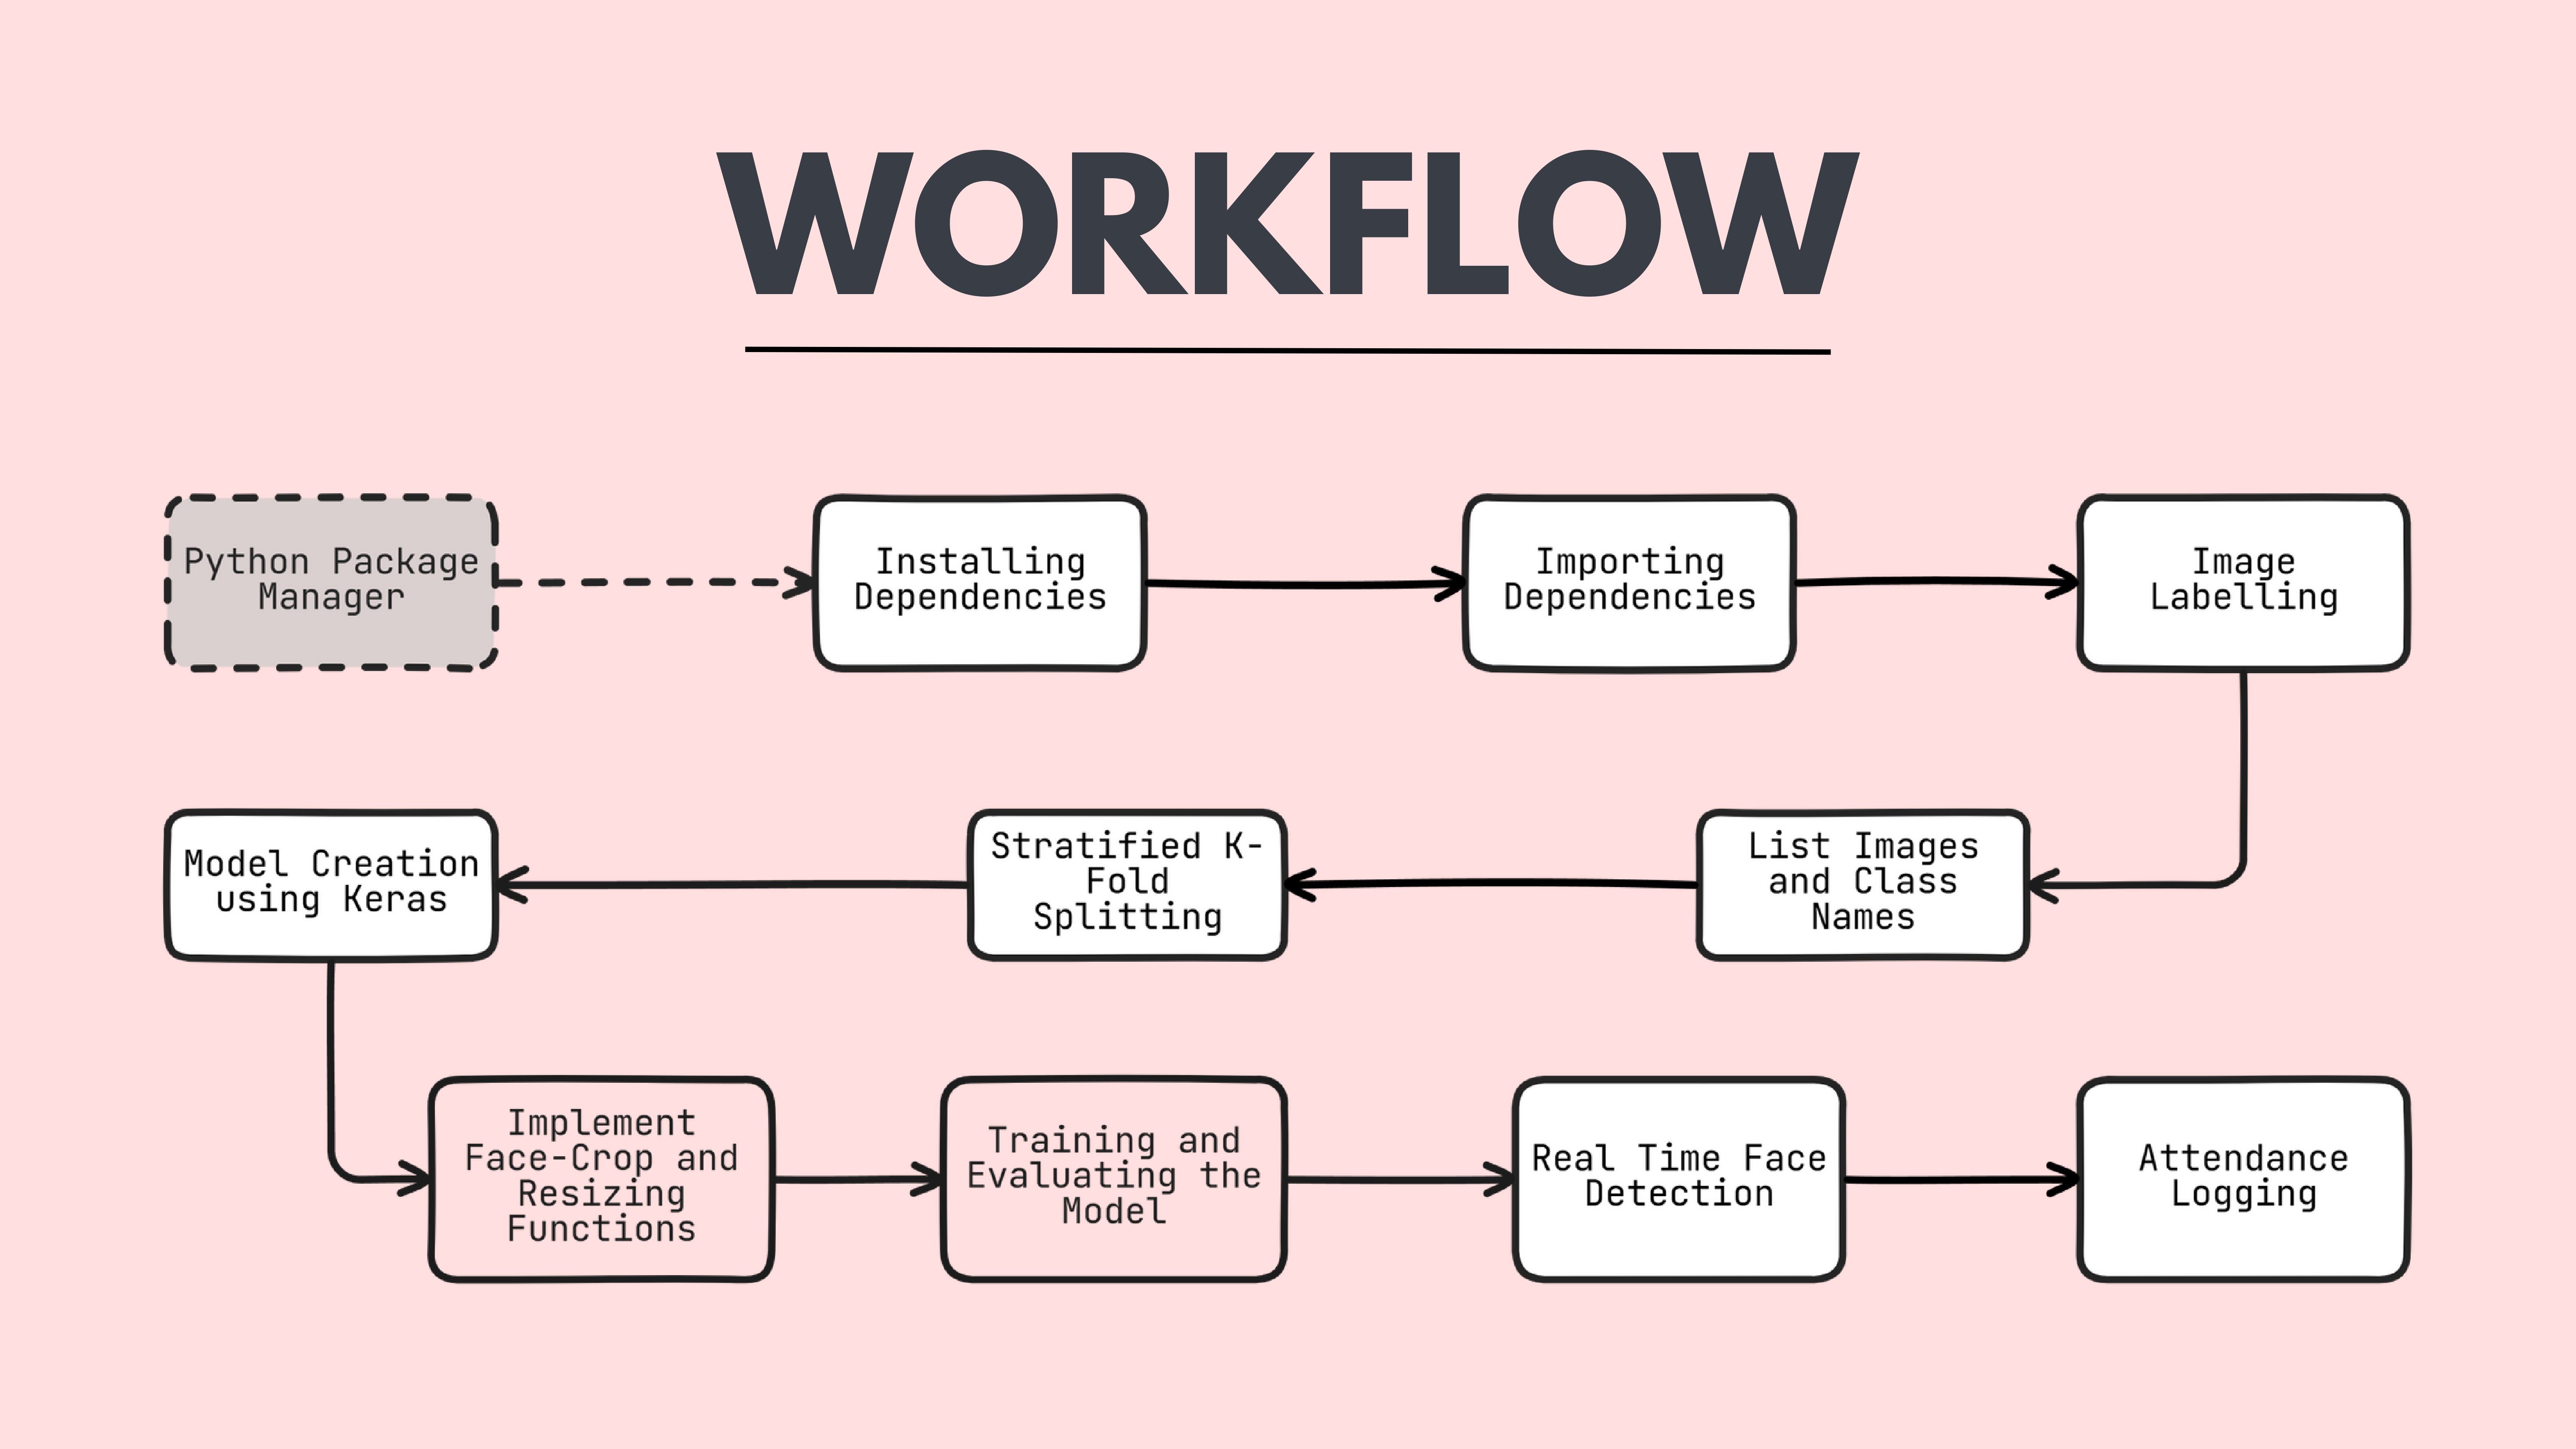 WORKFLOW
Python Package
Manager
Installing
Dependencies
Importing
Dependencies
Image
Labelling
List Images
and Class
Names
Stratified K-
Fold
Splitting
Model Creation
using Keras
Implement
Face-Crop and
Resizing
Functions
Training and
Evaluating the
Model
Real Time Face
Detection
Attendance
Logging